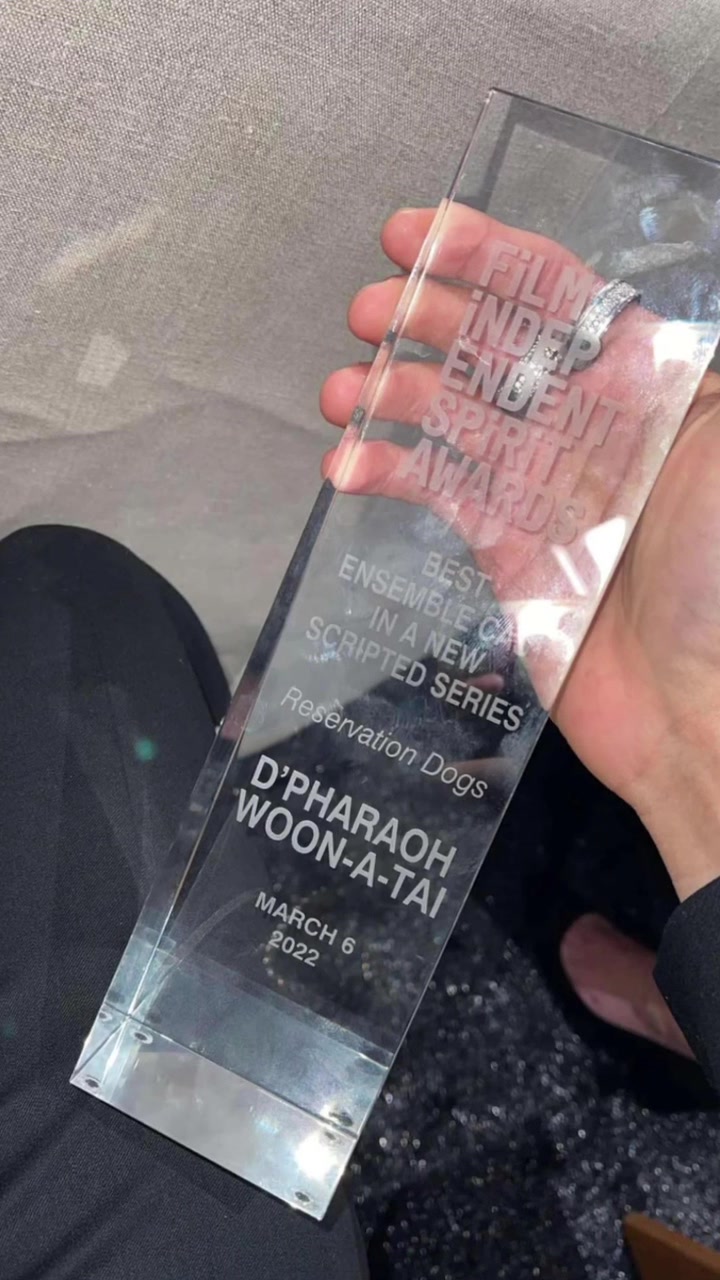 FiLM
iNDEP
ENDENT
SPiRiT
AWARDS
BEST
ENSEMBLE
IN A NEW
SCRIPTED SERIES
Reservation Dogs
D'PHARAOH
WOON-A-TAI
MARCH 6
2022